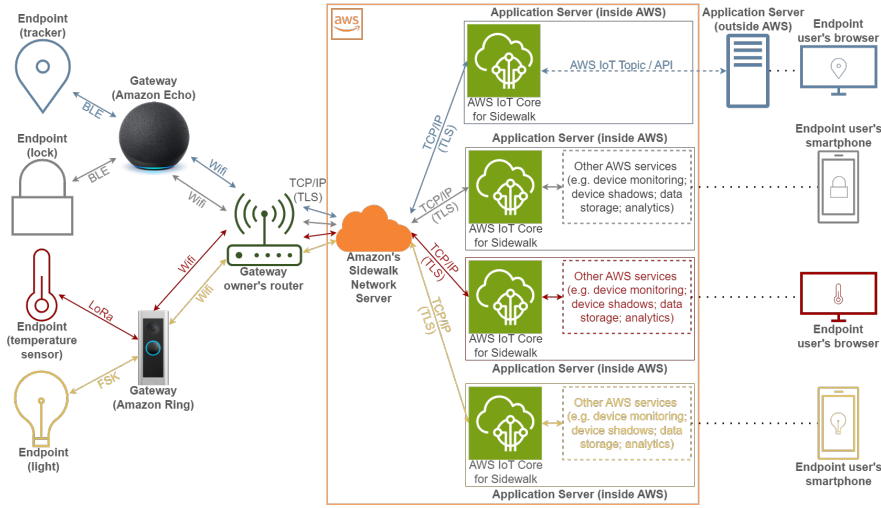 Endpoint
(tracker)
BLE
Gateway
(Amazon Echo)
Endpoint
(lock)
BLE
Wifi
Wifi
Endpoint
(temperature
sensor)
LoRa
Wifi
Wifi
Endpoint
(light)
FSK
Gateway
(Amazon Ring)
Gateway
owner's router
TCP/IP
(TLS)
aws
Amazon's
Sidewalk
Network
Server
TCP/IP
(TLS)
TCP/IP
(TLS)
TCP/IP
(TLS)
TCP/IP
(TLS)
Application Server (inside AWS)
AWS IoT Core
for Sidewalk
AWS IoT Topic / API
Application Server
(outside AWS)
Endpoint
user's browser
Application Server (inside AWS)
AWS IoT Core
for Sidewalk
Other AWS services
(e.g. device monitoring;
device shadows; data
storage; analytics)
Endpoint user's
smartphone
AWS IoT Core
for Sidewalk
Other AWS services
(e.g. device monitoring;
device shadows; data
storage; analytics)
Application Server (inside AWS)
Endpoint
user's browser
AWS IoT Core
for Sidewalk
Other AWS services
(e.g. device monitoring;
device shadows; data
storage; analytics)
Application Server (inside AWS)
Endpoint user's
smartphone